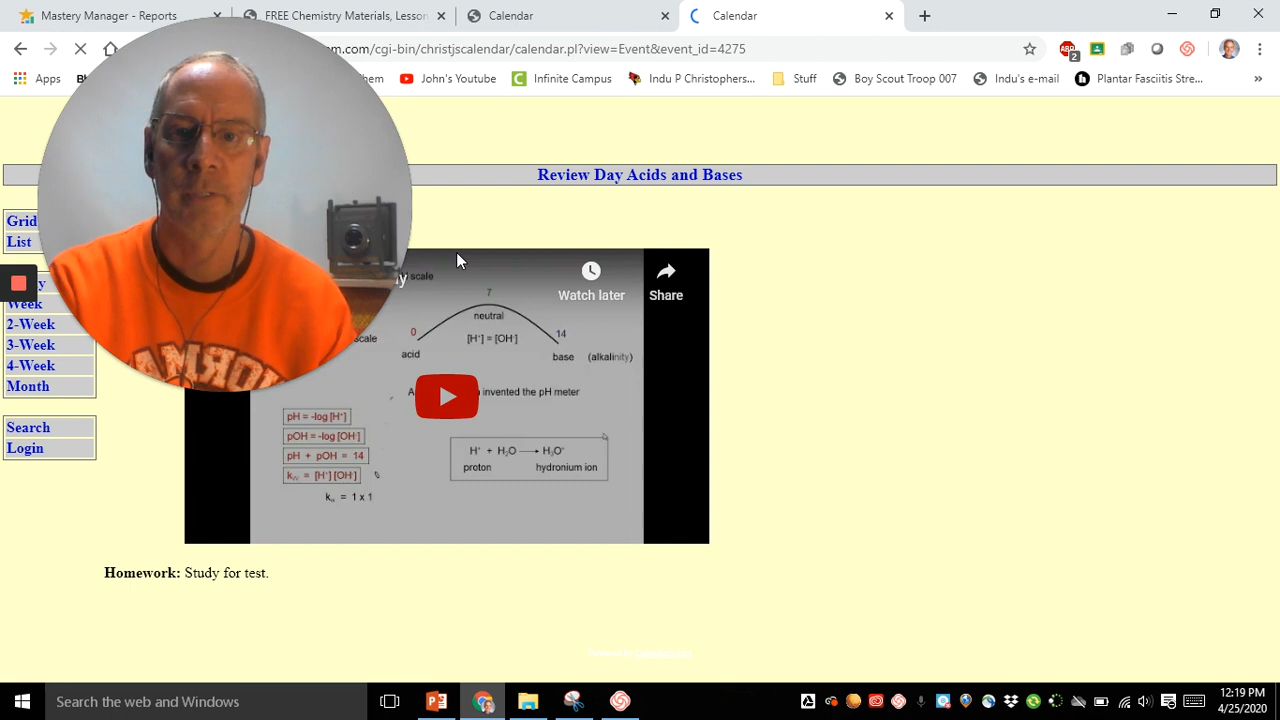 Mastery Manager - Reports
FREE Chemistry Materials, Lesson
Calendar
Calendar
om.com/cgi-bin/christjscalendar/calendar.pl?view=Event&event_id=4275
Apps
John's Youtube
Infinite Campus
Indu P Christophers...
Stuff
Boy Scout Troop 007
Indu's e-mail
Plantar Fasciitis Stre...
»
ABP
2
Review Day Acids and Bases
Grid
List
Week
2-Week
3-Week
4-Week
Month
Search
Login
scale
Watch later
Share
7
neutral
0
14
scale
[H⁺] = [OH⁻]
acid
base
(alkalinity)
invented the pH meter
pH = -log [H⁺]
pOH = -log [OH⁻]
pH + pOH = 14
H⁺ + H₂O → H₃O⁺
proton
hydronium ion
= [H⁺] [OH⁻]
= 1 x 1
NORMAL
Homework: Study for test.
Search the web and Windows
12:19 PM
4/25/2020